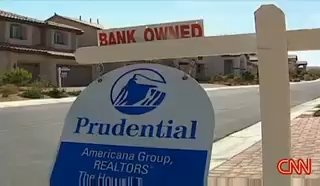 BANK OWNED
Prudential
Americana Group,
REALTORS®
CNN